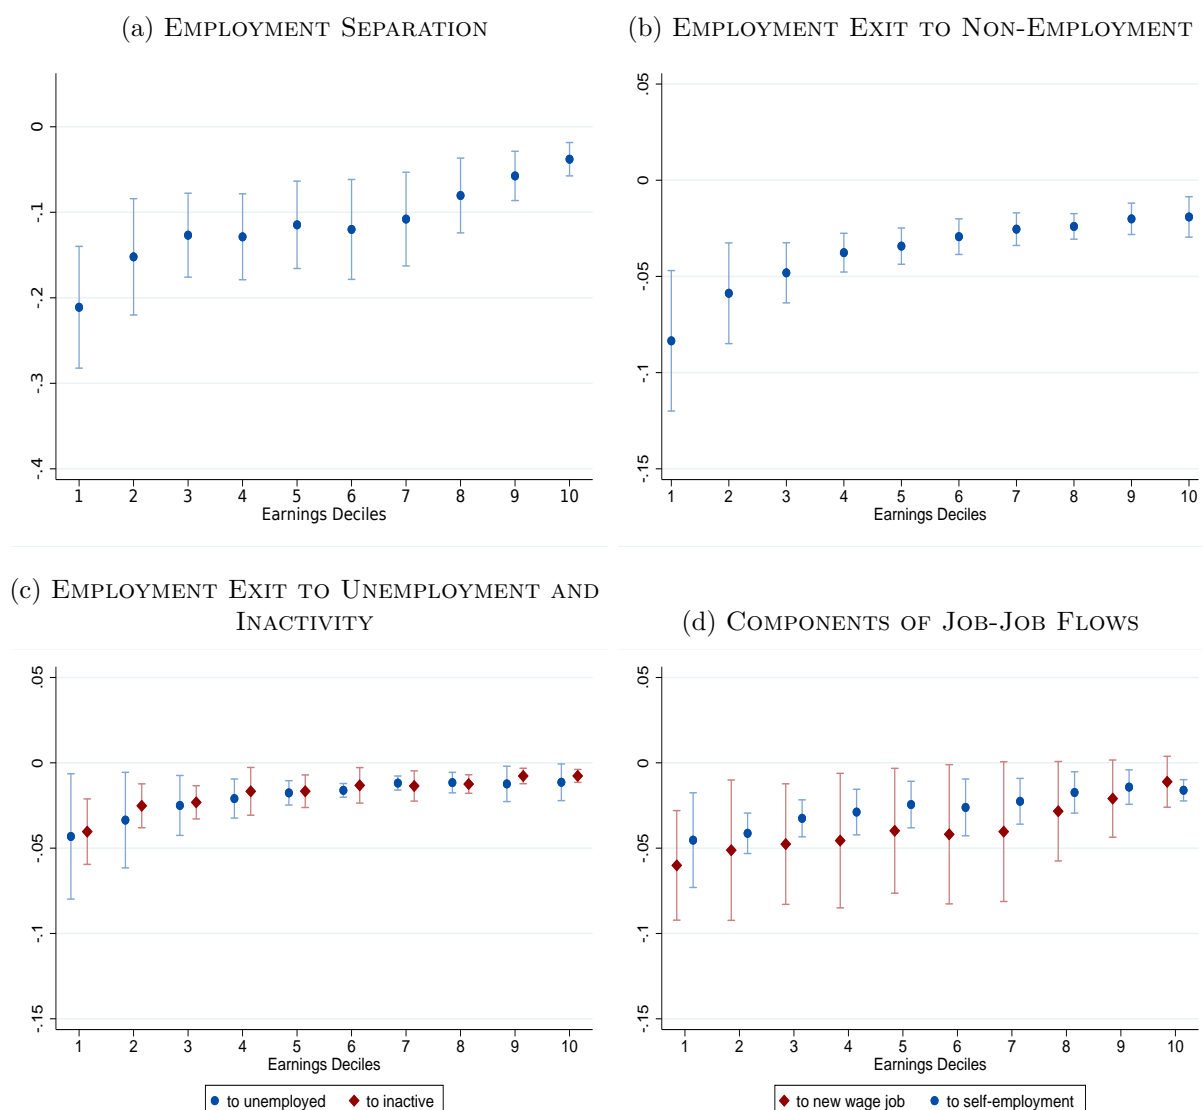 (a) Employment Separation
0
-.1
-.2
-.3
-.4
1 2 3 4 5 6 7 8 9 10
Earnings Deciles
(b) Employment Exit to Non-Employment
.05
0
-.05
-.1
-.15
1 2 3 4 5 6 7 8 9 10
Earnings Deciles
(c) Employment Exit to Unemployment and
Inactivity
.05
0
-.05
-.1
-.15
1 2 3 4 5 6 7 8 9 10
Earnings Deciles
to unemployed to inactive
(d) Components of Job-Job Flows
.05
0
-.05
-.1
-.15
1 2 3 4 5 6 7 8 9 10
Earnings Deciles
to new wage job to self-employment